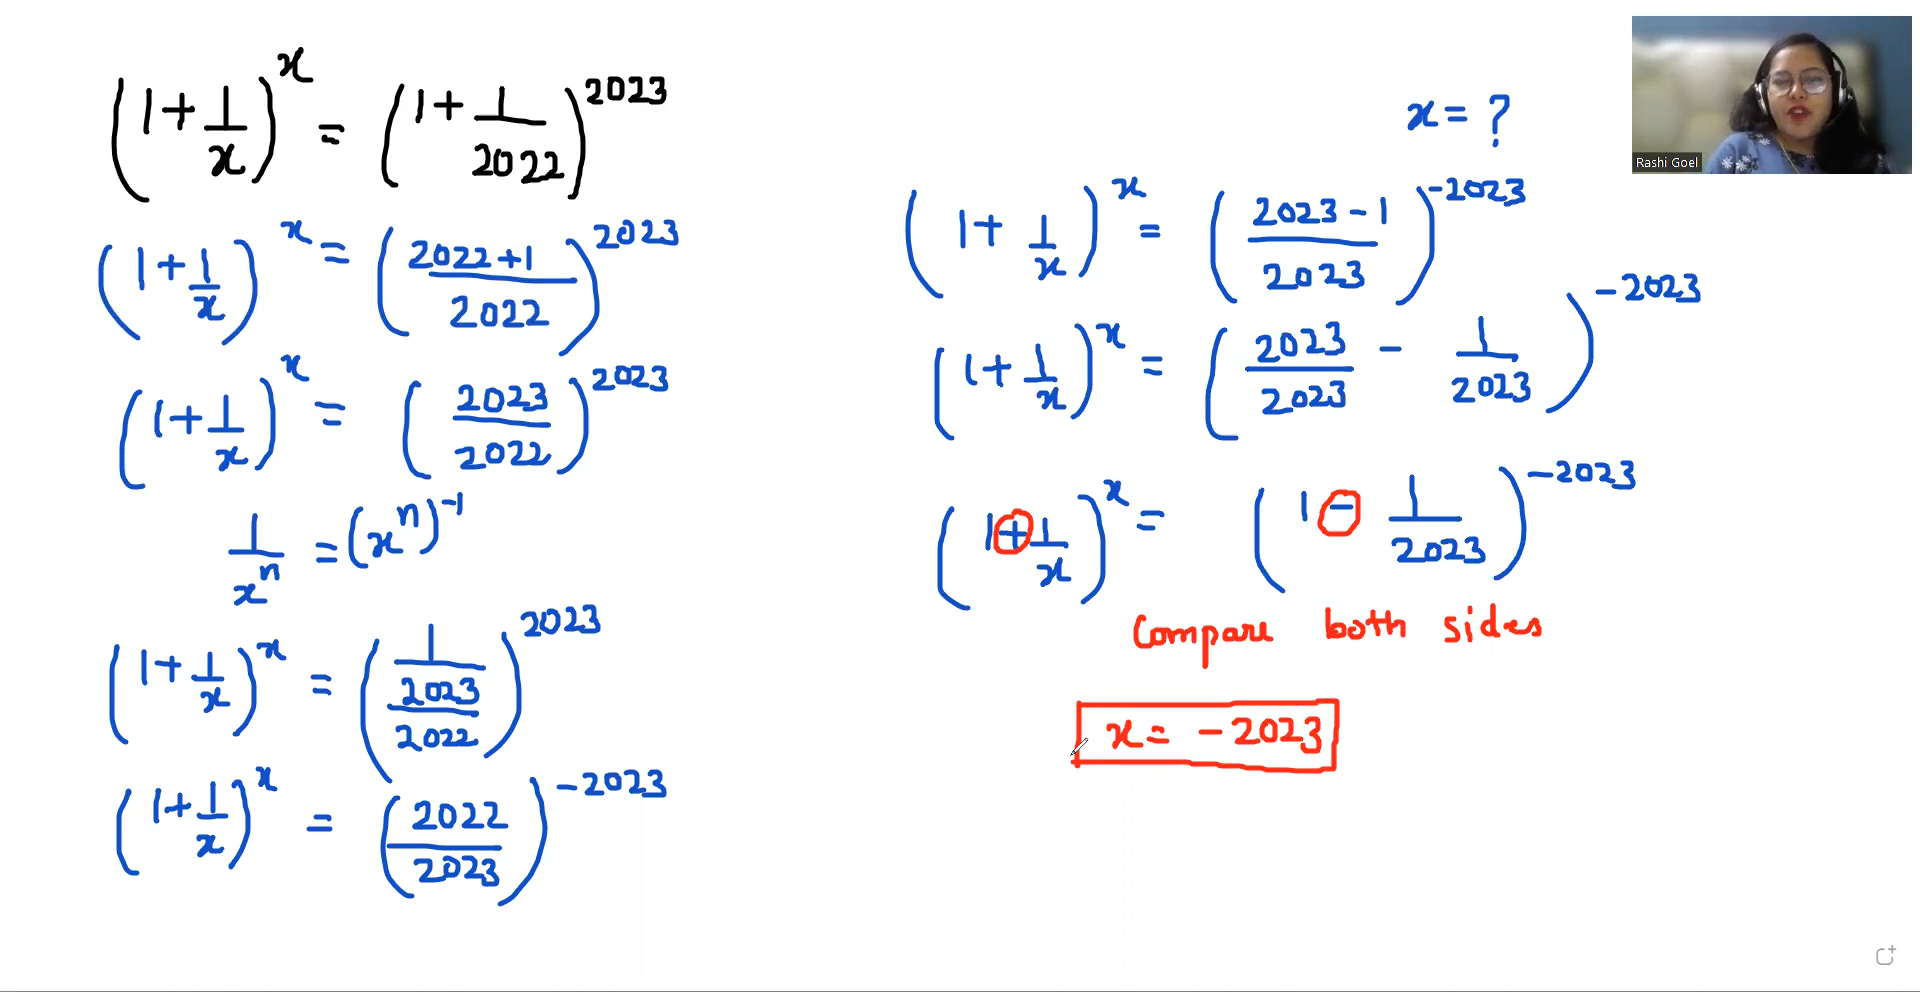 (1+1/x)^x = (1+1/2022)^2023
(1+1/x)^x = ((2022+1)/2022)^2023
(1+1/x)^x = (2023/2022)^2023
1/x^n = (x^n)^-1
(1+1/x)^x = (1/2023/2022)^2023
(1+1/x)^x = (2022/2023)^-2023
x = ?
(1+1/x)^x = ((2023-1)/2023)^-2023
(1+1/x)^x = (2023/2023 - 1/2023)^-2023
(1+1/x)^x = (1 - 1/2023)^-2023
Compare both sides
x = -2023
Rashi Goel